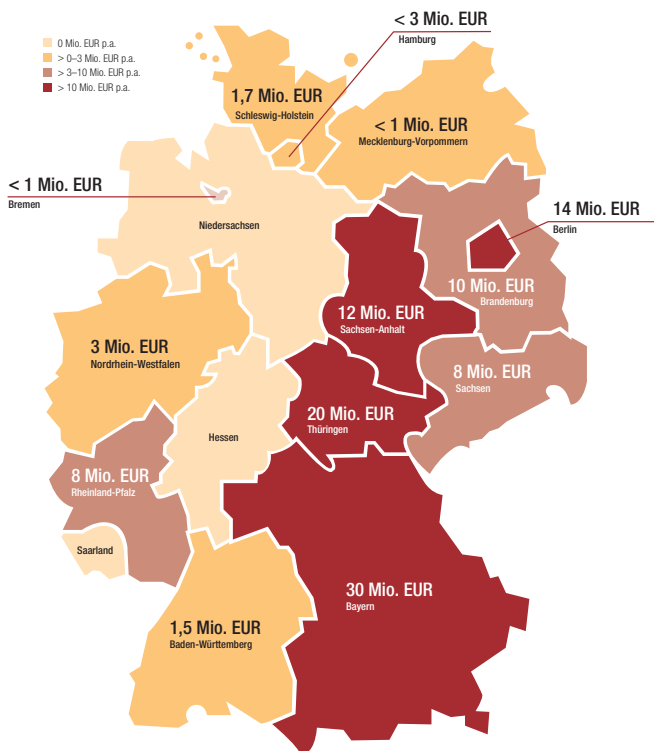 < 3 Mio. EUR
Hamburg
0 Mio. EUR p.a.
> 0–3 Mio. EUR p.a.
> 3–10 Mio. EUR p.a.
> 10 Mio. EUR p.a.
1,7 Mio. EUR
Schleswig-Holstein
< 1 Mio. EUR
Mecklenburg-Vorpommern
< 1 Mio. EUR
Bremen
Niedersachsen
14 Mio. EUR
Berlin
10 Mio. EUR
Brandenburg
12 Mio. EUR
Sachsen-Anhalt
3 Mio. EUR
Nordrhein-Westfalen
8 Mio. EUR
Sachsen
20 Mio. EUR
Thüringen
Hessen
8 Mio. EUR
Rheinland-Pfalz
Saarland
30 Mio. EUR
Bayern
1,5 Mio. EUR
Baden-Württemberg